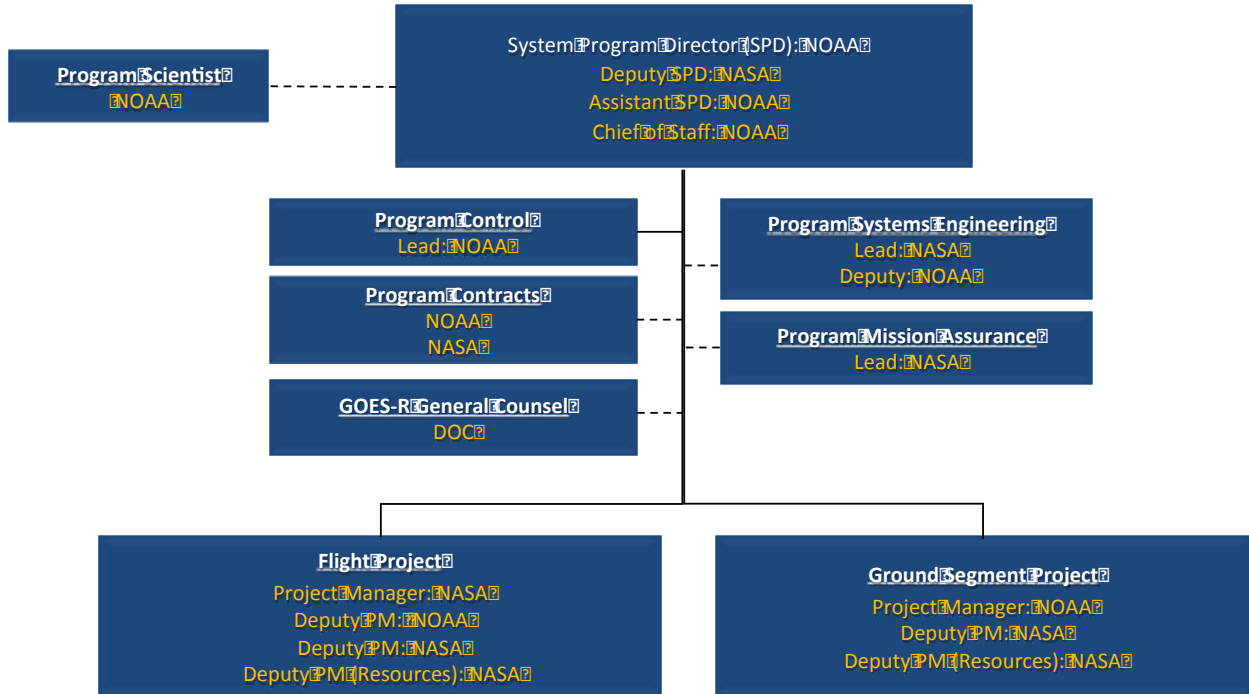 System Program Director (SPD): NOAA
Deputy SPD: NASA
Assistant SPD: NOAA
Chief of Staff: NOAA
Program Scientist
NOAA
Program Control
Lead: NOAA
Program Systems Engineering
Lead: NASA
Deputy: NOAA
Program Contracts
NOAA
NASA
Program Mission Assurance
Lead: NASA
GOES-R General Counsel
DOC
Flight Project
Project Manager: NASA
Deputy PM: NOAA
Deputy PM: NASA
Deputy PM (Resources): NASA
Ground Segment Project
Project Manager: NOAA
Deputy PM: NASA
Deputy PM (Resources): NASA